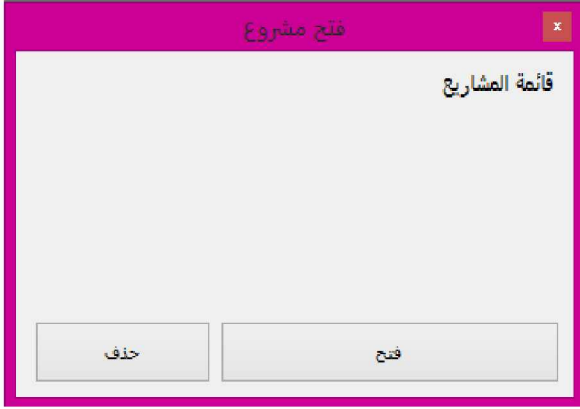 فتح مشروع
x
قائمة المشاريع
فتح
حذف